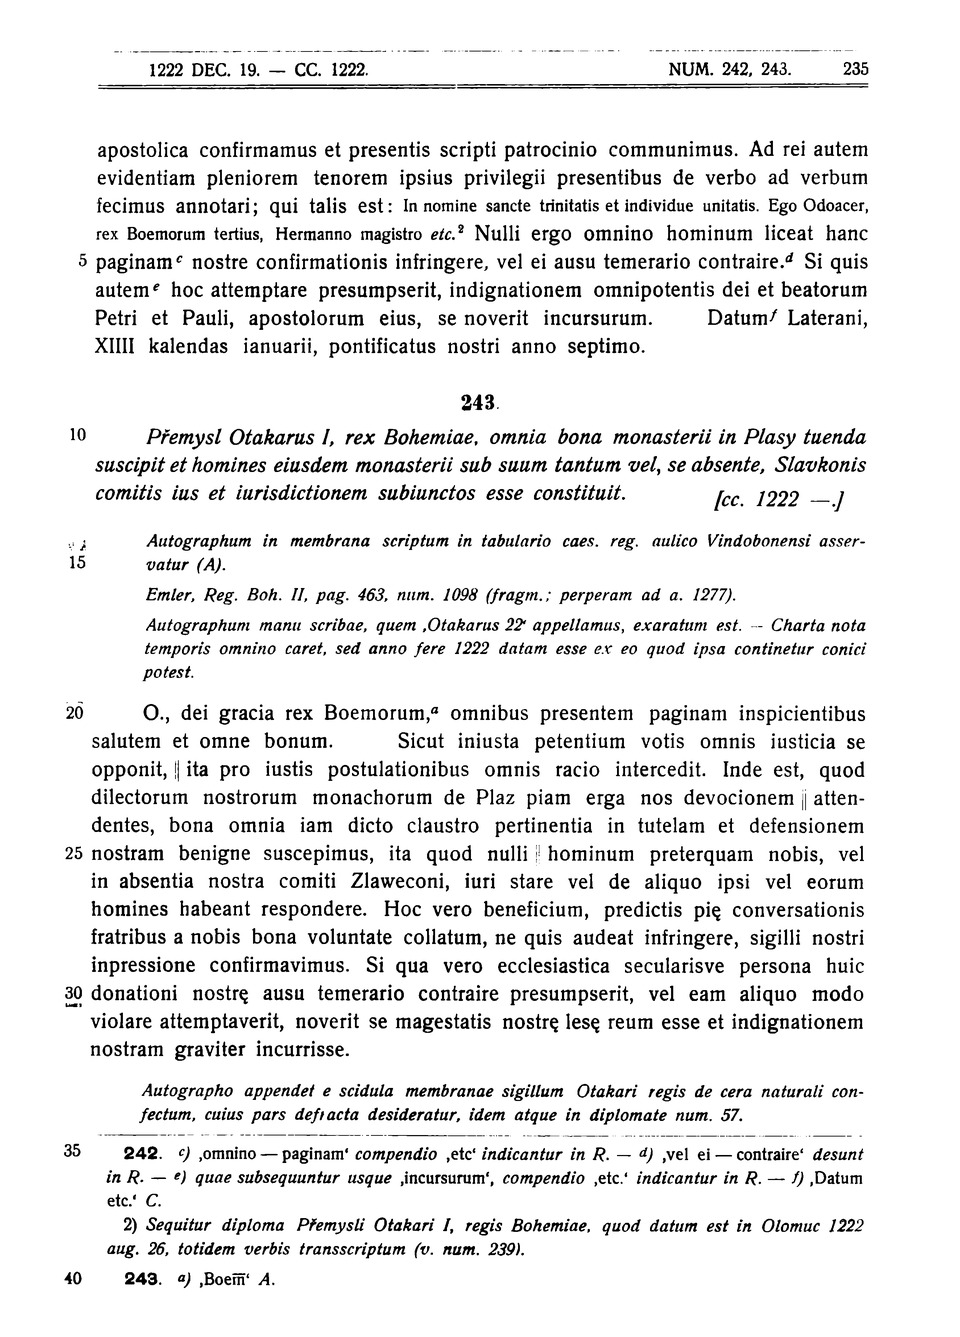 1222 DEC. 19. — CC. 1222. NUM. 242, 243. 235
apostolica confirmamus et presentis scripti patrocinio communimus. Ad rei autem
evidentiam pleniorem tenorem ipsius privilegii presentibus de verbo ad verbum
fecimus annotari; qui talis est: In nomine sancte trinitatis et individue unitatis. Ego Odoacer,
rex Boemorum tertius, Hermanno magistro etc.² Nulli ergo omnino hominum liceat hanc
5 paginam c nostre confirmationis infringere, vel ei ausu temerario contraire.d Si quis
autem e hoc attemptare presumpserit, indignationem omnipotentis dei et beatorum
Petri et Pauli, apostolorum eius, se noverit incursurum. Datum f Laterani,
XIIII kalendas ianuarii, pontificatus nostri anno septimo.
243.
10 Přemysl Otakarus I, rex Bohemiae, omnia bona monasterii in Plasy tuenda
suscipit et homines eiusdem monasterii sub suum tantum vel, se absente, Slavkonis
comitis ius et iurisdictionem subiunctos esse constituit. [cc. 1222 —.]
Autographum in membrana scriptum in tabulario caes. reg. aulico Vindobonensi asser-
15 vatur (A).
Emler, Reg. Boh. II, pag. 463, num. 1098 (fragm.; perperam ad a. 1277).
Autographum manu scribae, quem ‚Otakarus 22‘ appellamus, exaratum est. — Charta nota
temporis omnino caret, sed anno fere 1222 datam esse ex eo quod ipsa continetur conici
potest.
20 O., dei gracia rex Boemorum,a omnibus presentem paginam inspicientibus
salutem et omne bonum. Sicut iniusta petentium votis omnis iusticia se
opponit, || ita pro iustis postulationibus omnis racio intercedit. Inde est, quod
dilectorum nostrorum monachorum de Plaz piam erga nos devocionem || atten-
dentes, bona omnia iam dicto claustro pertinentia in tutelam et defensionem
25 nostram benigne suscepimus, ita quod nulli || hominum preterquam nobis, vel
in absentia nostra comiti Zlaweconi, iuri stare vel de aliquo ipsi vel eorum
homines habeant respondere. Hoc vero beneficium, predictis pię conversationis
fratribus a nobis bona voluntate collatum, ne quis audeat infringere, sigilli nostri
inpressione confirmavimus. Si qua vero ecclesiastica secularisve persona huic
30 donationi nostrę ausu temerario contraire presumpserit, vel eam aliquo modo
violare attemptaverit, noverit se magestatis nostrę lesę reum esse et indignationem
nostram graviter incurrisse.
Autographo appendet e scidula membranae sigillum Otakari regis de cera naturali con-
fectum, cuius pars defracta desideratur, idem atque in diplomate num. 57.
35 242. c) ‚omnino — paginam‘ compendio ‚etc‘ indicantur in R. — d) ‚vel ei — contraire‘ desunt
in R. — e) quae subsequuntur usque ‚incursurum‘, compendio ‚etc.‘ indicantur in R. — f) ‚Datum
etc.‘ C.
2) Sequitur diploma Přemysli Otakari I, regis Bohemiae, quod datum est in Olomuc 1222
aug. 26, totidem verbis transscriptum (v. num. 239).
40 243. a) ‚Boem̅‘ A.